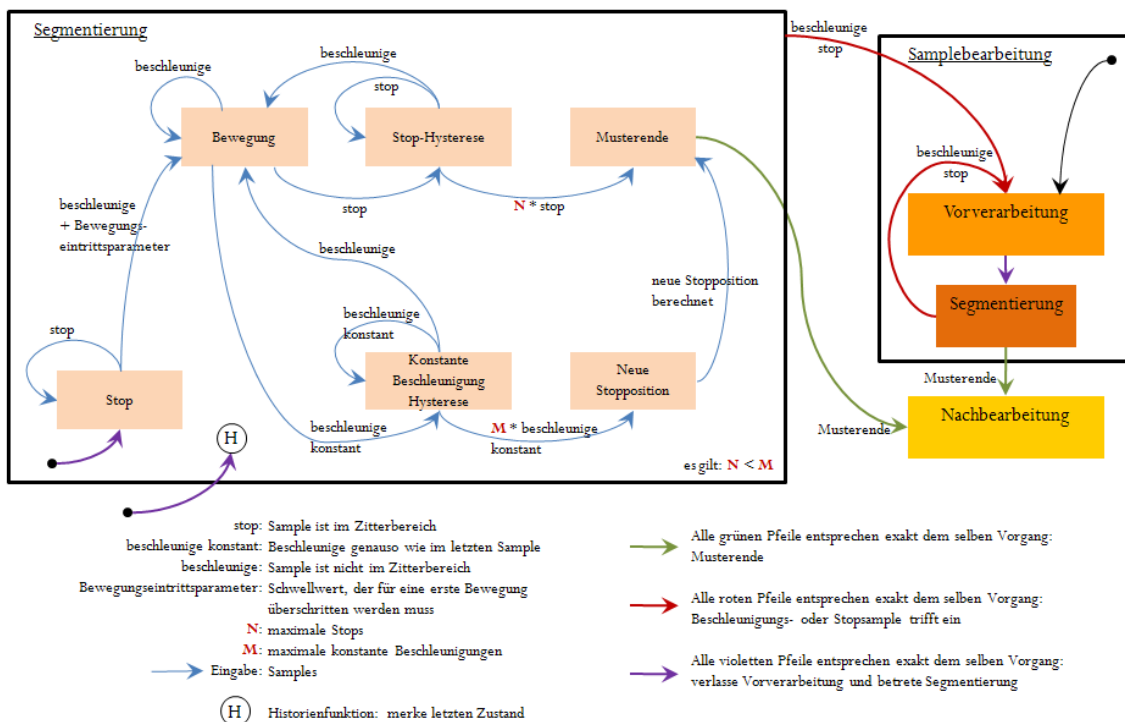 Segmentierung
beschleunige
beschleunige
stop
Bewegung
Stop-Hysterese
Musterende
beschleunige
+ Bewegungs-
eintrittsparameter
stop
N * stop
beschleunige
neue Stopposition
berechnet
stop
beschleunige
konstant
Stop
Konstante
Beschleunigung
Hysterese
Neue
Stopposition
H
beschleunige
konstant
M * beschleunige
konstant
es gilt: N < M
beschleunige
stop
Samplebearbeitung
beschleunige
stop
Vorverarbeitung
Segmentierung
Musterende
Nachbearbeitung
Musterende
stop: Sample ist im Zitterbereich
beschleunige konstant: Beschleunige genauso wie im letzten Sample
beschleunige: Sample ist nicht im Zitterbereich
Bewegungseintrittsparameter: Schwellwert, der für eine erste Bewegung
überschritten werden muss
N: maximale Stops
M: maximale konstante Beschleunigungen
Eingabe: Samples
H Historienfunktion: merke letzten Zustand
Alle grünen Pfeile entsprechen exakt dem selben Vorgang:
Musterende
Alle roten Pfeile entsprechen exakt dem selben Vorgang:
Beschleunigungs- oder Stopsample trifft ein
Alle violetten Pfeile entsprechen exakt dem selben Vorgang:
verlasse Vorverarbeitung und betrete Segmentierung